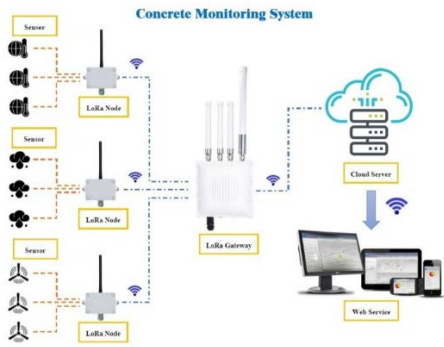 Concrete Monitoring System
Sensor
LoRa Node
Sensor
LoRa Node
Sensor
LoRa Node
LoRa Gateway
Cloud Server
Web Service